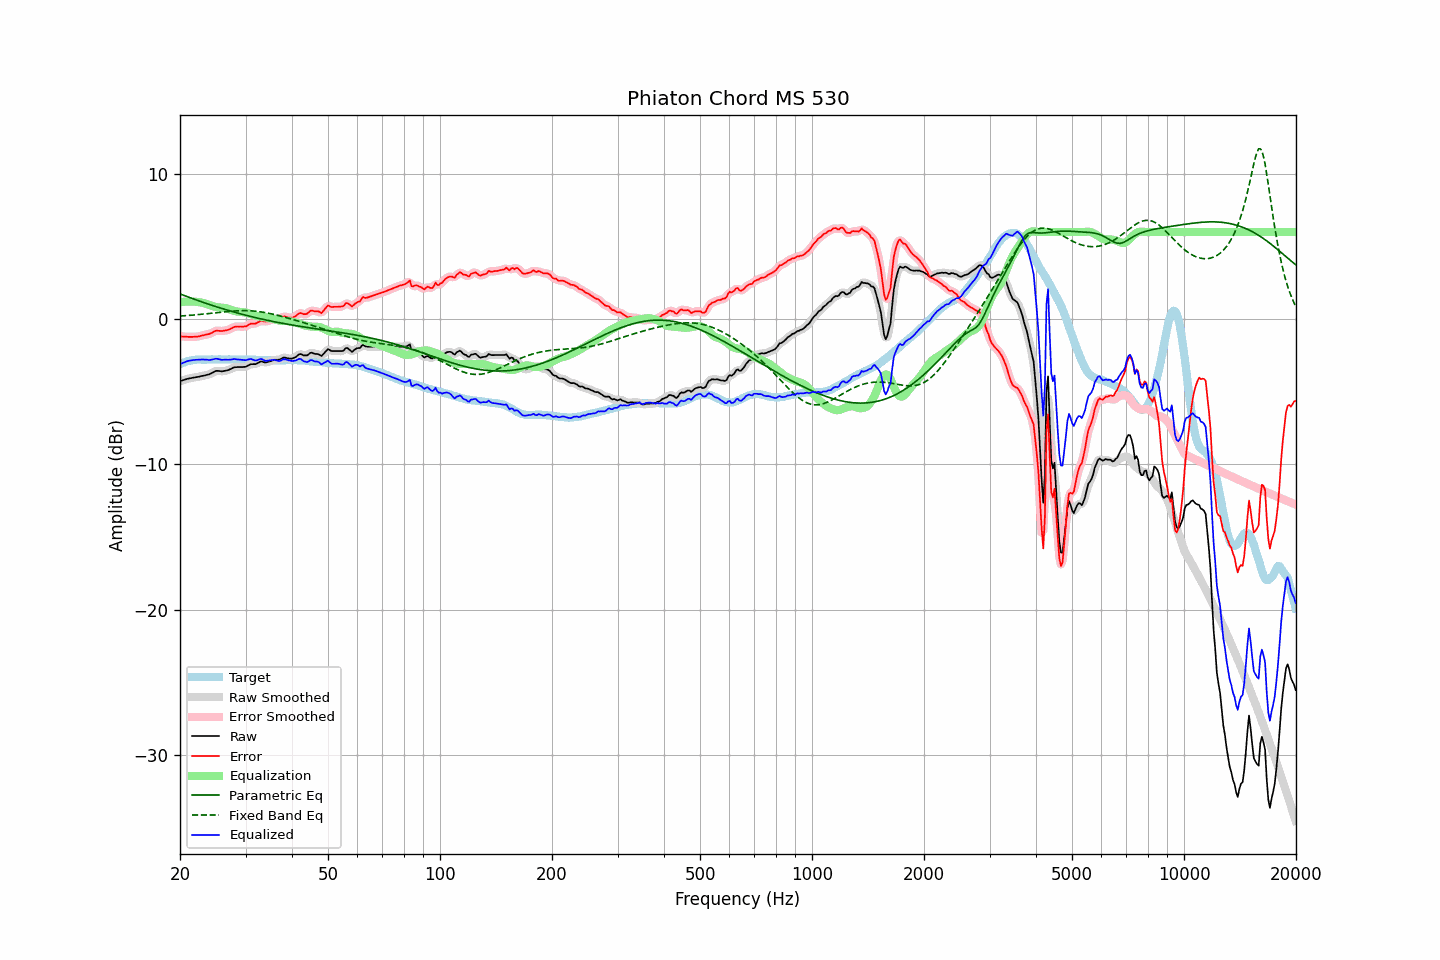 Phiaton Chord MS 530
10
0
−10
−20
−30
Amplitude (dBr)
Target
Raw Smoothed
Error Smoothed
Raw
Error
Equalization
Parametric Eq
Fixed Band Eq
Equalized
20 50 100 200 500 1000 2000 5000 10000 20000
Frequency (Hz)